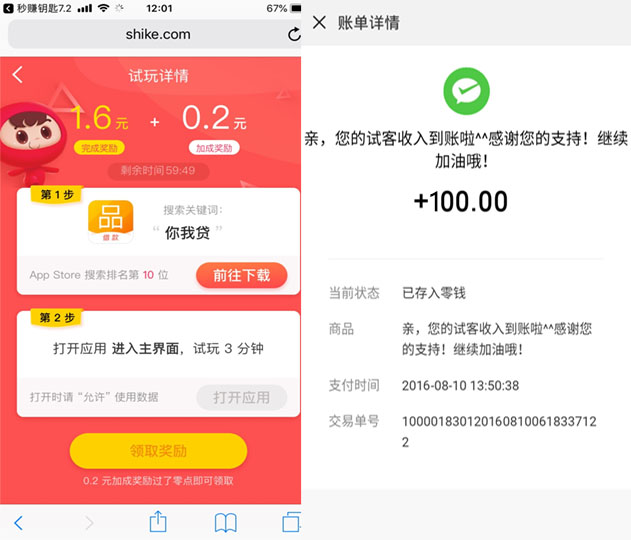 秒赚钥匙7.2
12:01
67%
shike.com
试玩详情
1.6 元 + 0.2 元
完成奖励
加成奖励
剩余时间59:49
第 1 步
品
借款
搜索关键词：
“ 你我贷 ”
App Store 搜索排名第 10 位
前往下载
第 2 步
打开应用 进入主界面，试玩 3 分钟
打开时请 “允许” 使用数据
打开应用
领取奖励
0.2 元加成奖励过了零点即可领取
账单详情
亲，您的试客收入到账啦^^感谢您的支持！继续
加油哦！
+100.00
当前状态 已存入零钱
商品 亲，您的试客收入到账啦^^感谢您
的支持！继续加油哦！
支付时间 2016-08-10 13:50:38
交易单号 100001830120160810061833712
2